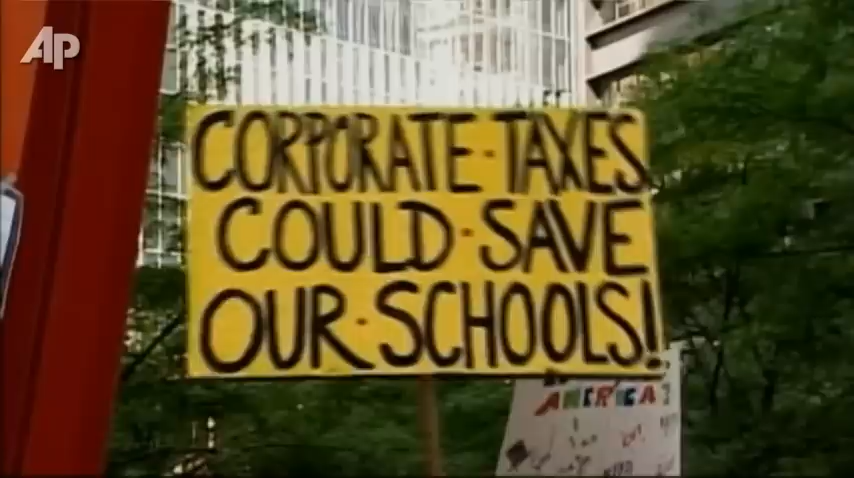 AP
CORPORATE·TAXES
COULD·SAVE
OUR·SCHOOLS!
AMERICA